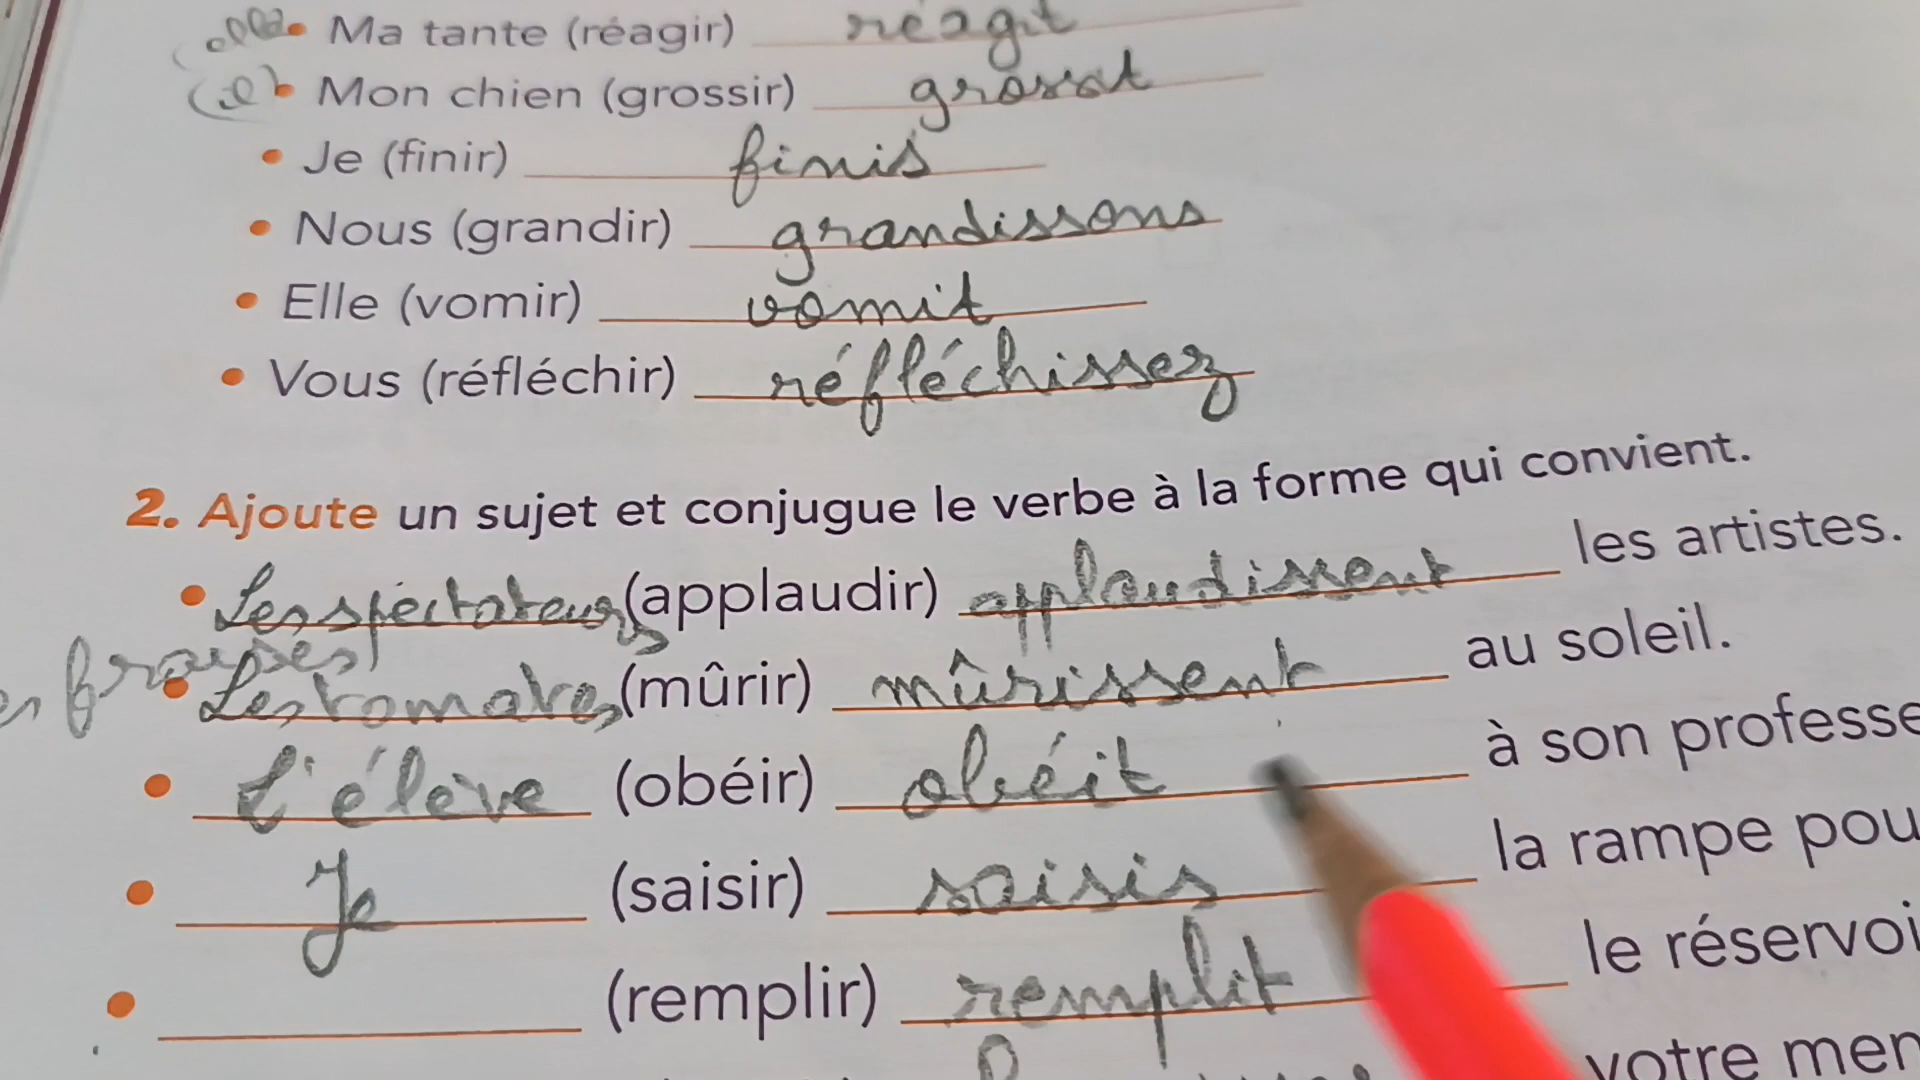 elle • Ma tante (réagir) réagit
(il) • Mon chien (grossir) grossit
• Je (finir) finis
• Nous (grandir) grandissons
• Elle (vomir) vomit
• Vous (réfléchir) réfléchissez
2. Ajoute un sujet et conjugue le verbe à la forme qui convient.
• Les spectateurs (applaudir) applaudissent les artistes.
fraises
• Les tomates (mûrir) mûrissent au soleil.
• L'élève (obéir) obéit à son professe
• Je (saisir) saisis la rampe pou
• (remplir) remplit le réservoi
votre men